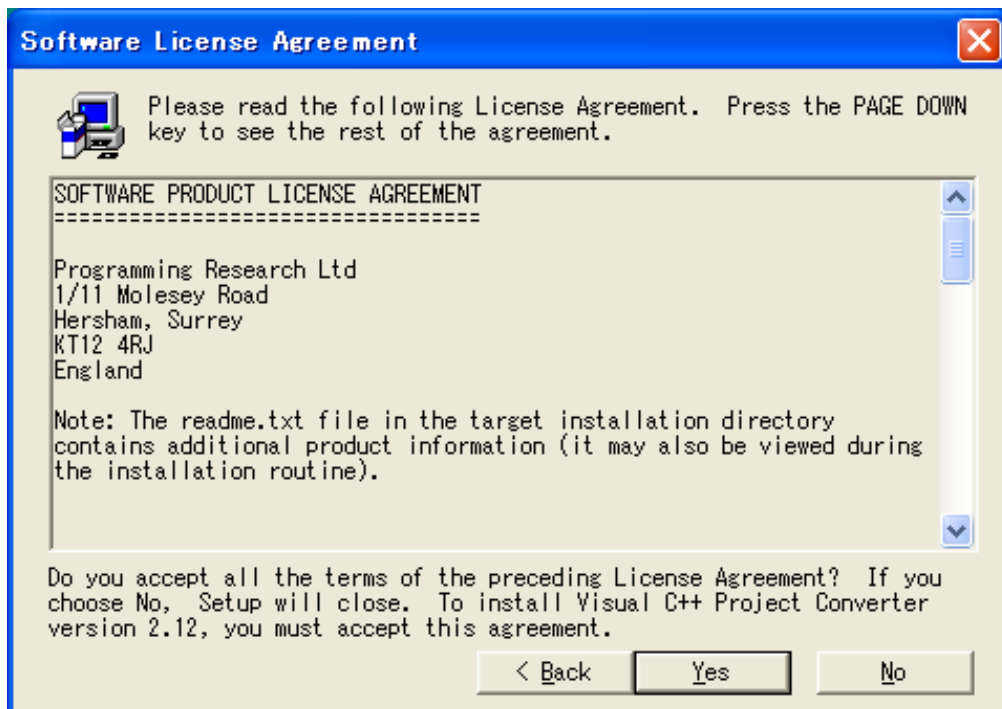 Software License Agreement
Please read the following License Agreement.  Press the PAGE DOWN
key to see the rest of the agreement.
SOFTWARE PRODUCT LICENSE AGREEMENT
==================================
Programming Research Ltd
1/11 Molesey Road
Hersham, Surrey
KT12 4RJ
England
Note: The readme.txt file in the target installation directory
contains additional product information (it may also be viewed during
the installation routine).
Do you accept all the terms of the preceding License Agreement?  If you
choose No,  Setup will close.  To install Visual C++ Project Converter
version 2.12, you must accept this agreement.
< Back    Yes    No